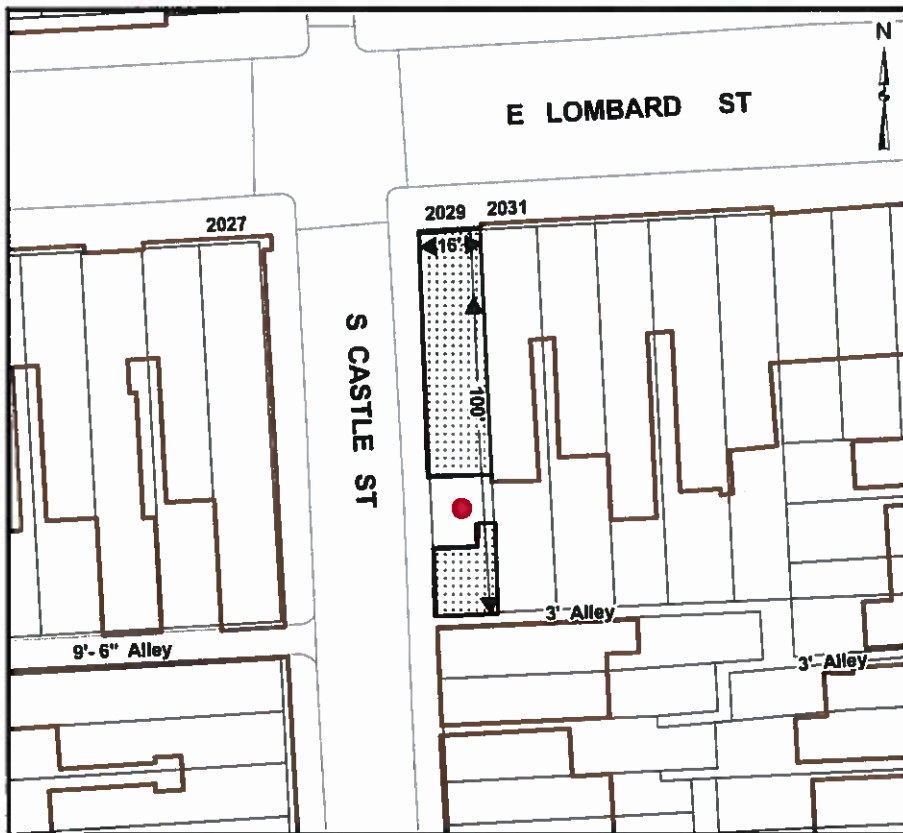 N
E LOMBARD ST
2027
2029
2031
16'
S CASTLE ST
100'
3' Alley
9'- 6" Alley
3' Alley